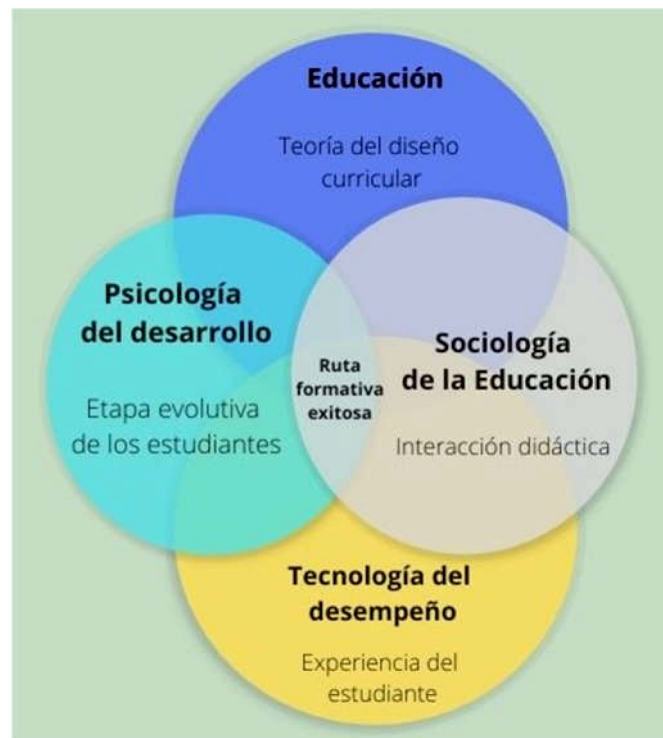 Educación
Teoría del diseño
curricular
Psicología
del desarrollo
Etapa evolutiva
de los estudiantes
Ruta
formativa
exitosa
Sociología
de la Educación
Interacción didáctica
Tecnología del
desempeño
Experiencia del
estudiante